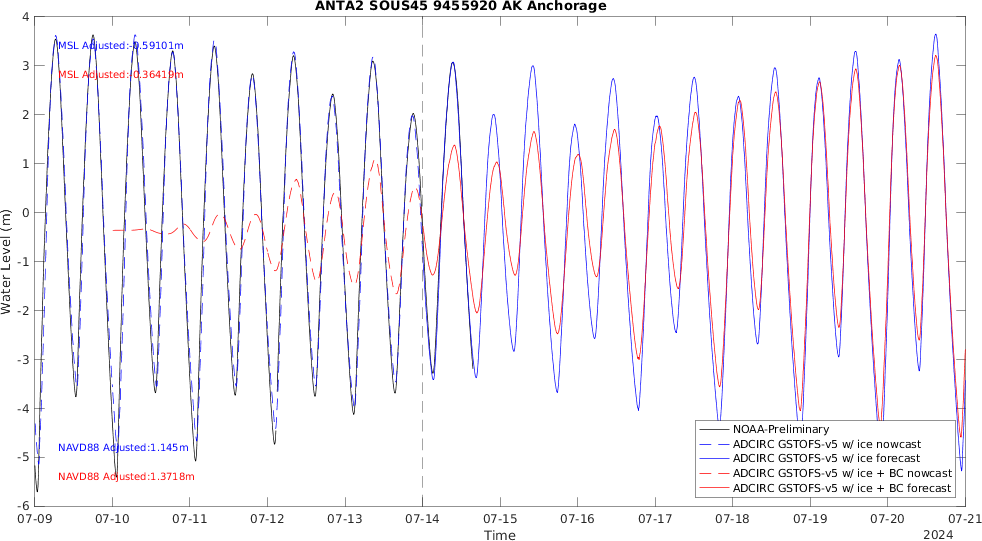 ANTA2 SOUS45 9455920 AK Anchorage
4
3
2
1
0
-1
-2
-3
-4
-5
-6
Water Level (m)
MSL Adjusted:-0.59101m
MSL Adjusted:-0.36419m
NAVD88 Adjusted:1.145m
NAVD88 Adjusted:1.3718m
NOAA-Preliminary
ADCIRC GSTOFS-v5 w/ ice nowcast
ADCIRC GSTOFS-v5 w/ ice forecast
ADCIRC GSTOFS-v5 w/ ice + BC nowcast
ADCIRC GSTOFS-v5 w/ ice + BC forecast
07-09 07-10 07-11 07-12 07-13 07-14 07-15 07-16 07-17 07-18 07-19 07-20 07-21
Time
2024